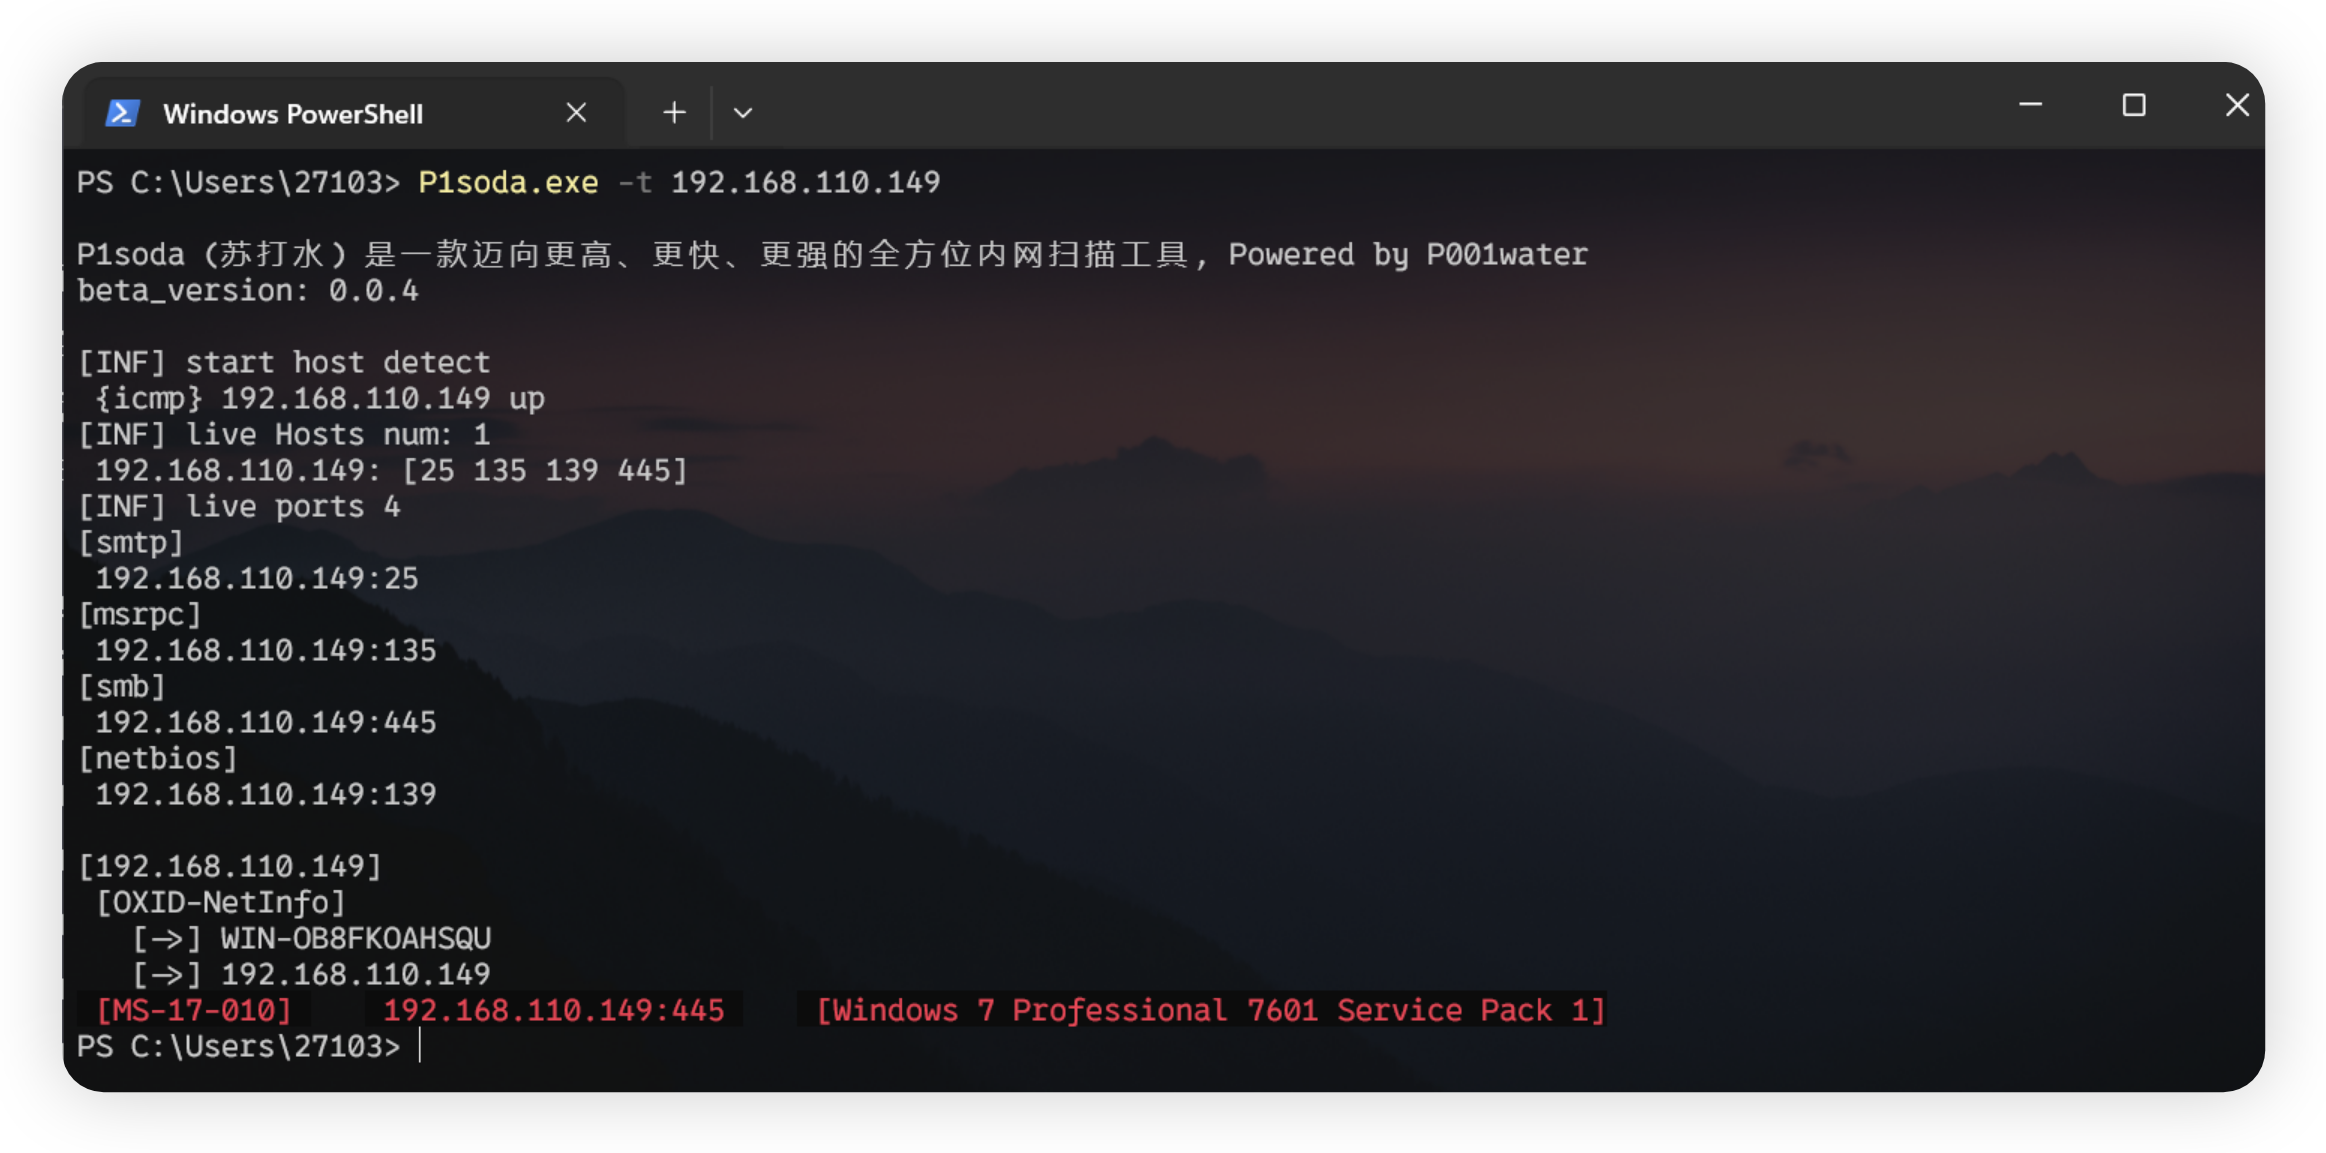 Windows PowerShell
PS C:\Users\27103> P1soda.exe -t 192.168.110.149
P1soda (苏打水) 是一款迈向更高、更快、更强的全方位内网扫描工具, Powered by P001water
beta_version: 0.0.4
[INF] start host detect
{icmp} 192.168.110.149 up
[INF] live Hosts num: 1
192.168.110.149: [25 135 139 445]
[INF] live ports 4
[smtp]
192.168.110.149:25
[msrpc]
192.168.110.149:135
[smb]
192.168.110.149:445
[netbios]
192.168.110.149:139
[192.168.110.149]
[OXID-NetInfo]
[->] WIN-OB8FKOAHSQU
[->] 192.168.110.149
[MS-17-010] 192.168.110.149:445 [Windows 7 Professional 7601 Service Pack 1]
PS C:\Users\27103>